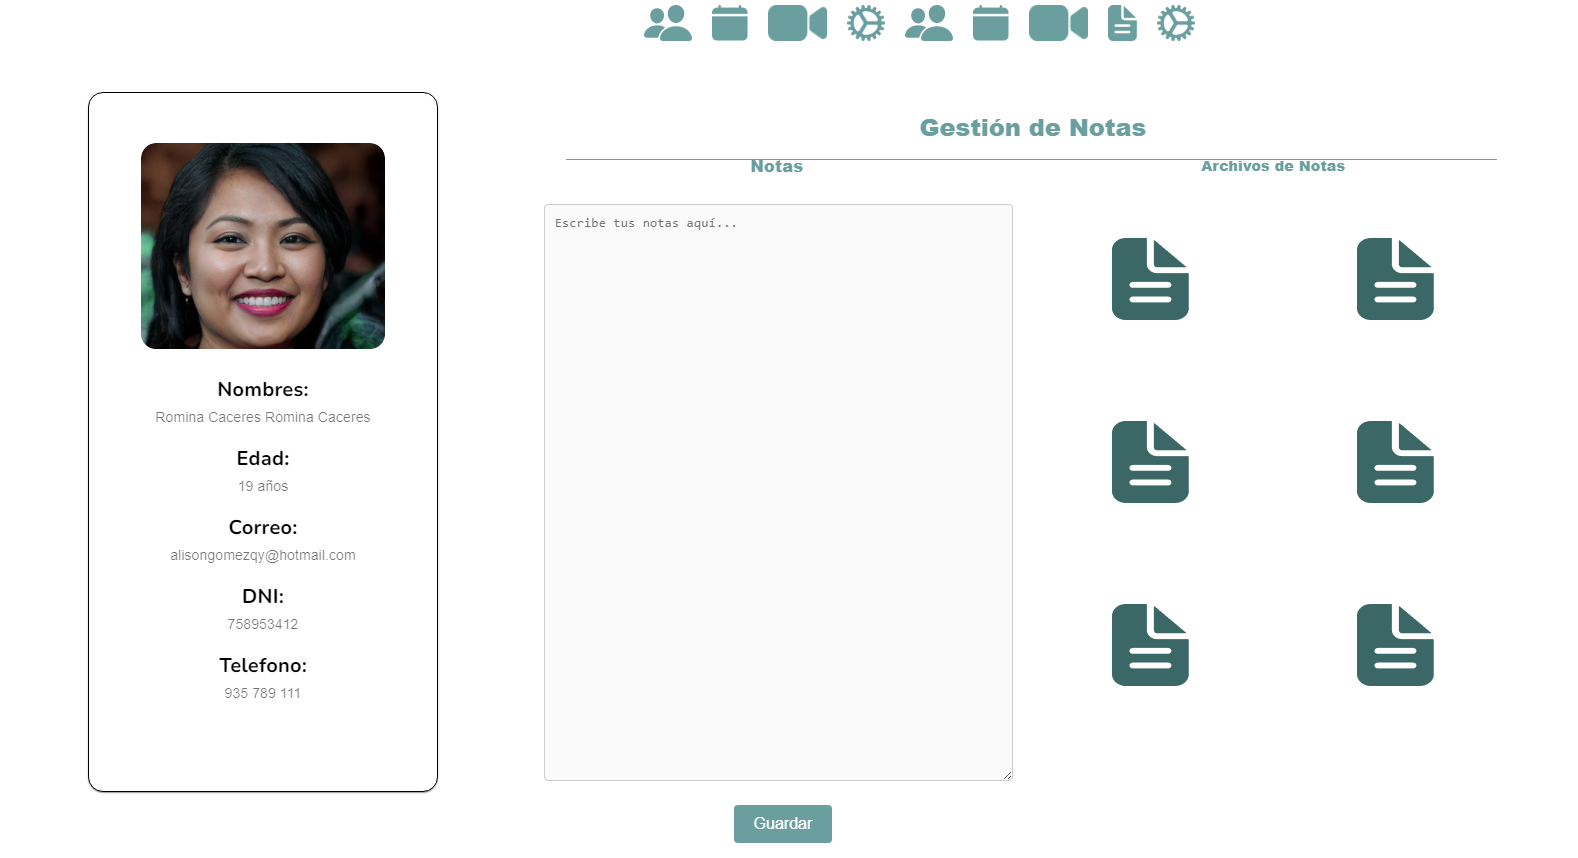 Gestión de Notas
Notas
Archivos de Notas
Escribe tus notas aquí...
Nombres:
Romina Caceres Romina Caceres
Edad:
19 años
Correo:
alisongomezqy@hotmail.com
DNI:
758953412
Telefono:
935 789 111
Guardar